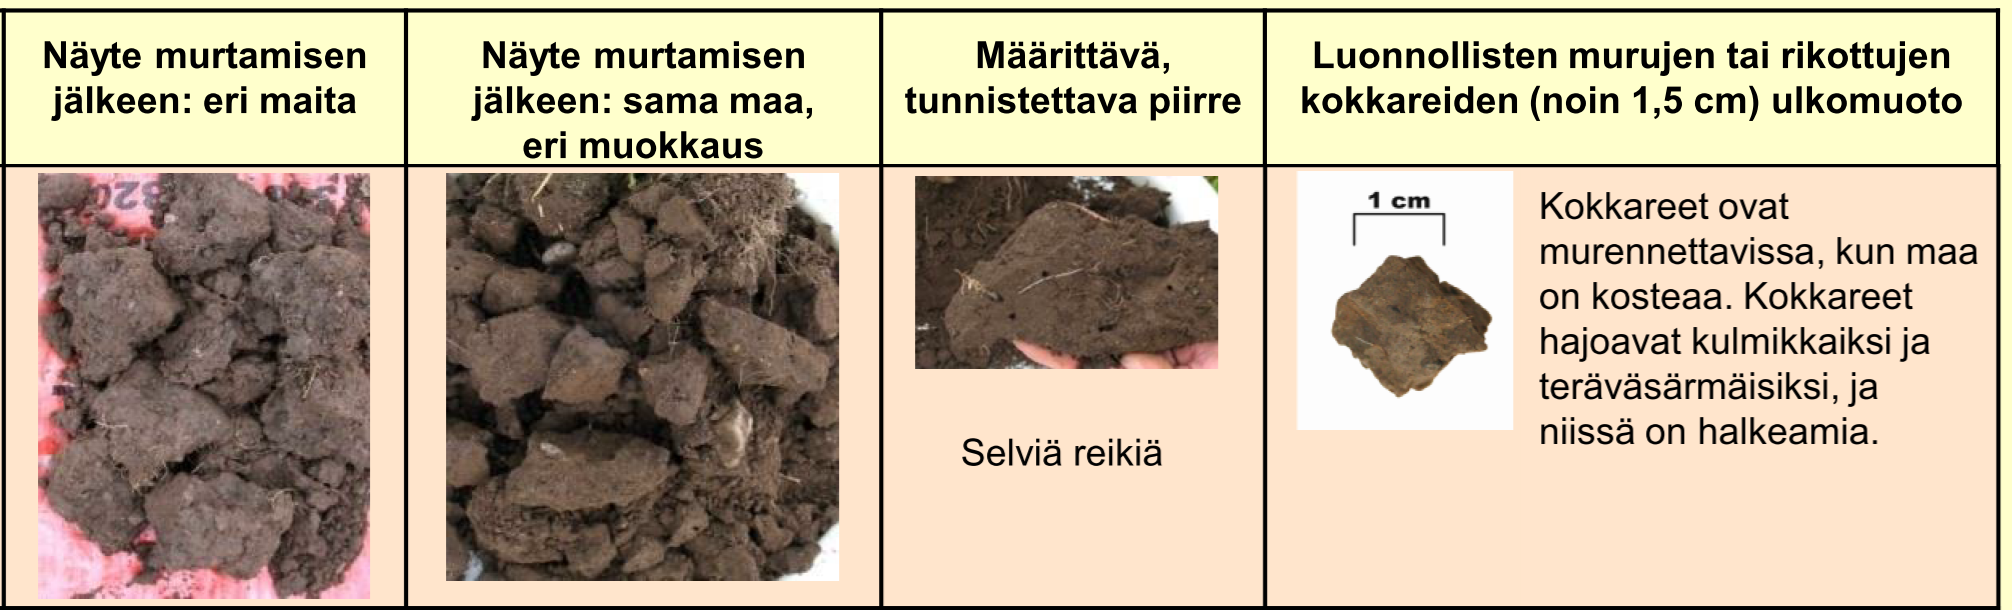 Näyte murtamisen
jälkeen: eri maita
Näyte murtamisen
jälkeen: sama maa,
eri muokkaus
Määrittävä,
tunnistettava piirre
Luonnollisten murujen tai rikottujen
kokkareiden (noin 1,5 cm) ulkomuoto
320
Selviä reikiä
1 cm
Kokkareet ovat
murennettavissa, kun maa
on kosteaa. Kokkareet
hajoavat kulmikkaiksi ja
teräväsärmäisiksi, ja
niissä on halkeamia.